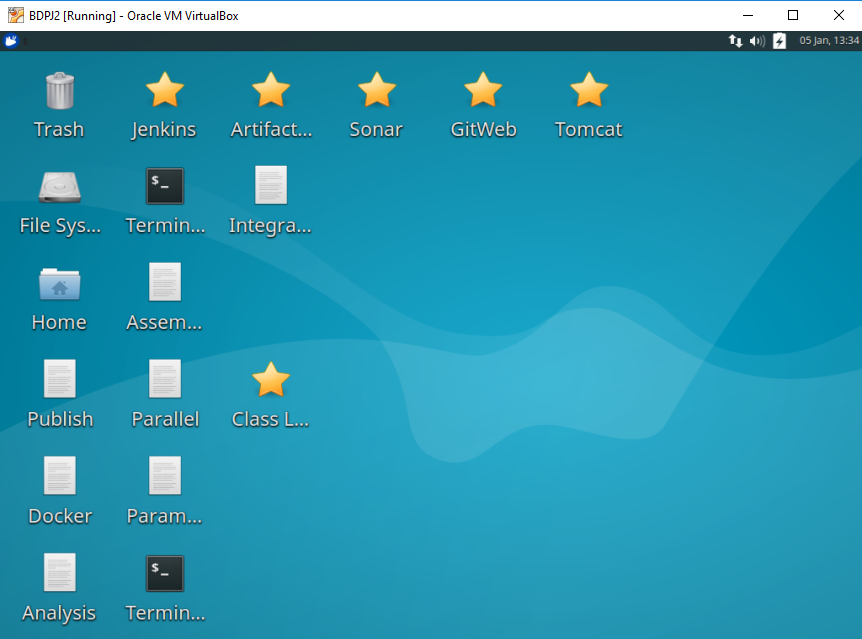 BDPJ2 [Running] - Oracle VM VirtualBox
05 Jan, 13:34
Trash Jenkins Artifact... Sonar GitWeb Tomcat
$_
File Sys... Termin... Integra...
Home Assem...
Publish Parallel Class L...
Docker Param...
$_
Analysis Termin...